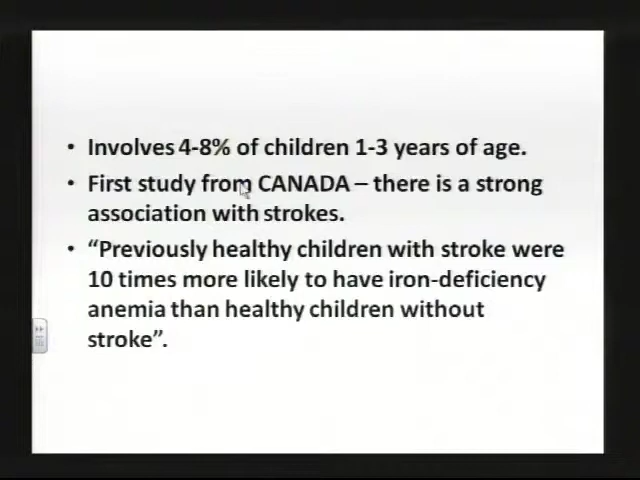 • Involves 4-8% of children 1-3 years of age.
• First study from CANADA – there is a strong
association with strokes.
• “Previously healthy children with stroke were
10 times more likely to have iron-deficiency
anemia than healthy children without
stroke”.